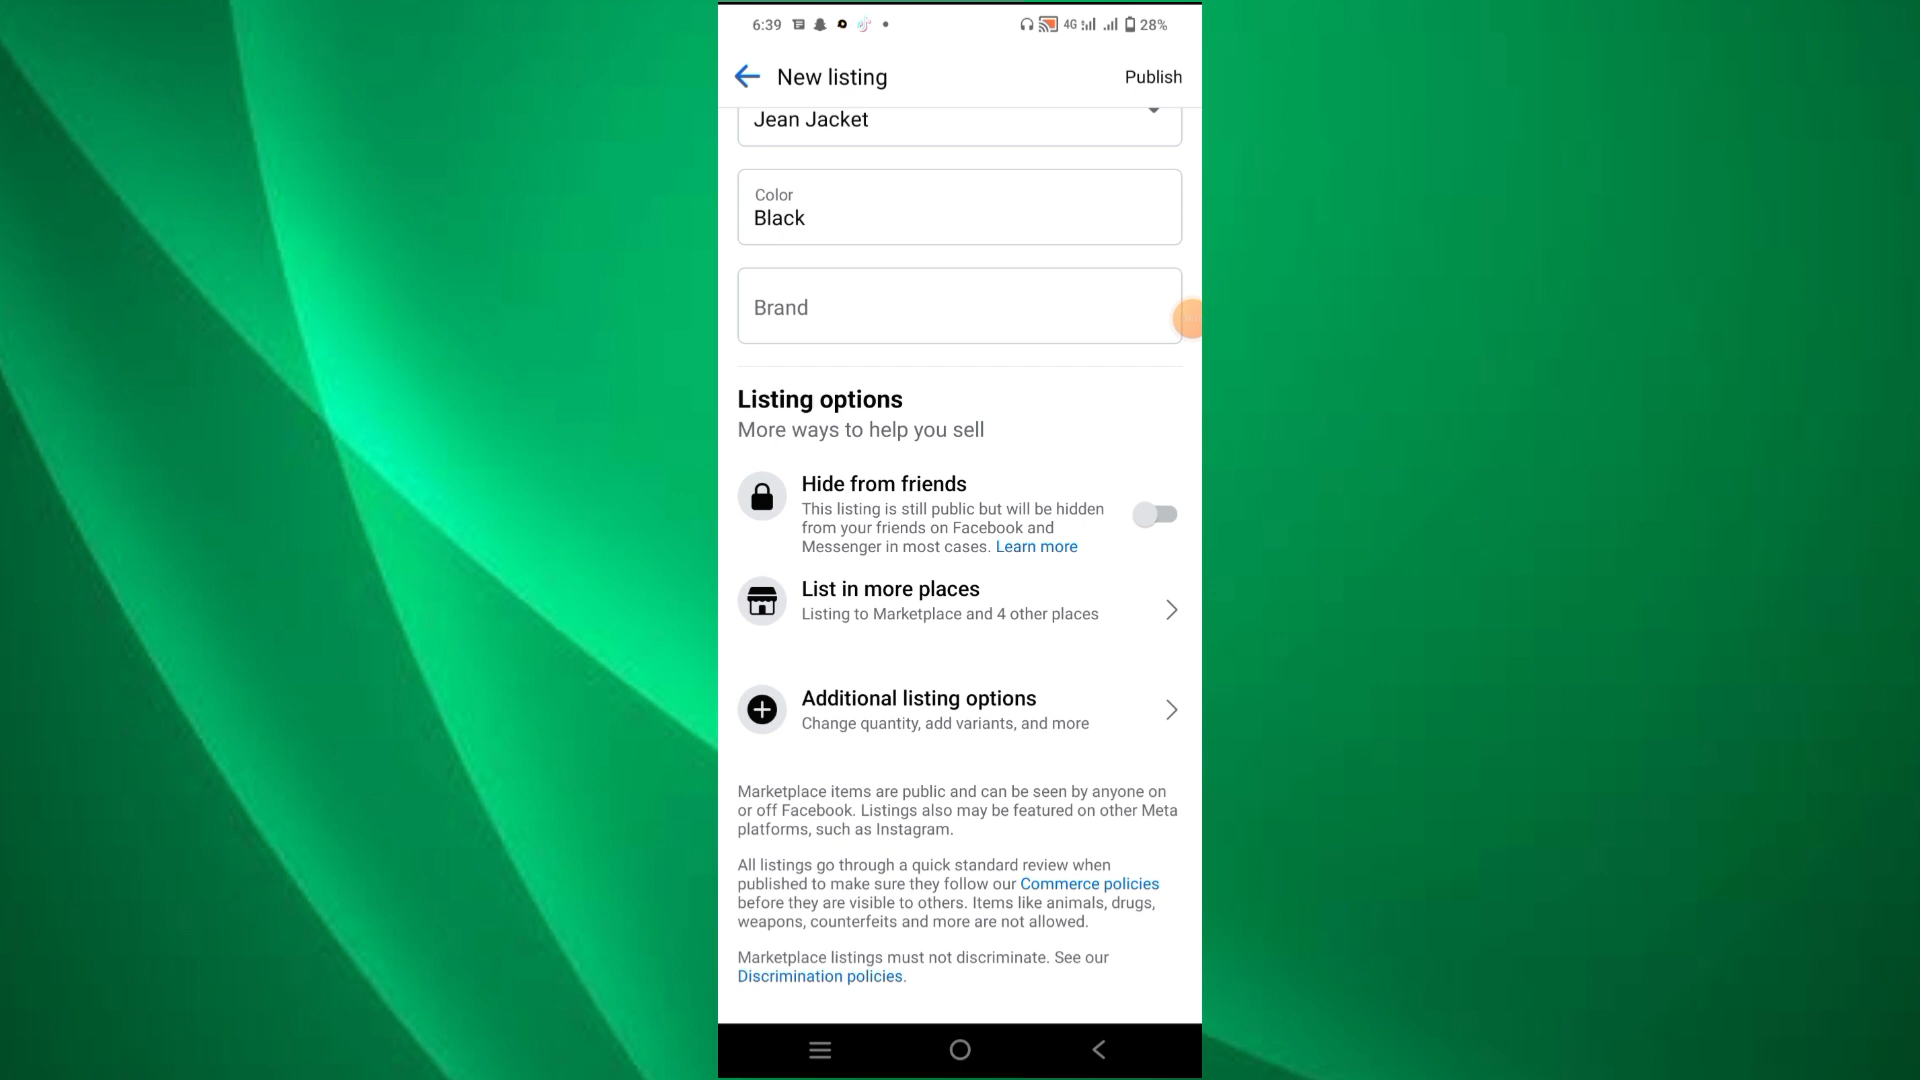 6:39 4G 28%
New listing Publish
Jean Jacket
Color
Black
Brand
Listing options
More ways to help you sell
Hide from friends
This listing is still public but will be hidden
from your friends on Facebook and
Messenger in most cases. Learn more
List in more places
Listing to Marketplace and 4 other places
Additional listing options
Change quantity, add variants, and more
Marketplace items are public and can be seen by anyone on
or off Facebook. Listings also may be featured on other Meta
platforms, such as Instagram.
All listings go through a quick standard review when
published to make sure they follow our Commerce policies
before they are visible to others. Items like animals, drugs,
weapons, counterfeits and more are not allowed.
Marketplace listings must not discriminate. See our
Discrimination policies.